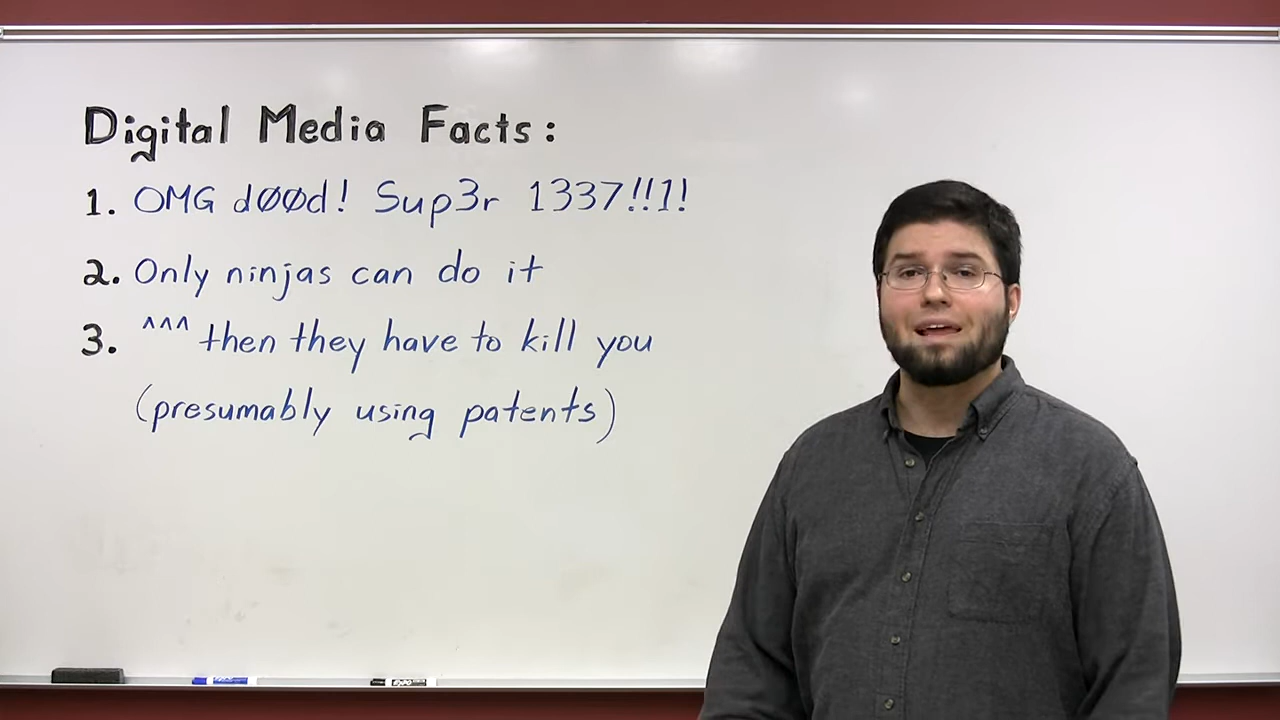 Digital Media Facts:
1. OMG dØØd! Sup3r 1337!!1!
2. Only ninjas can do it
3. ^^^ then they have to kill you
(presumably using patents)